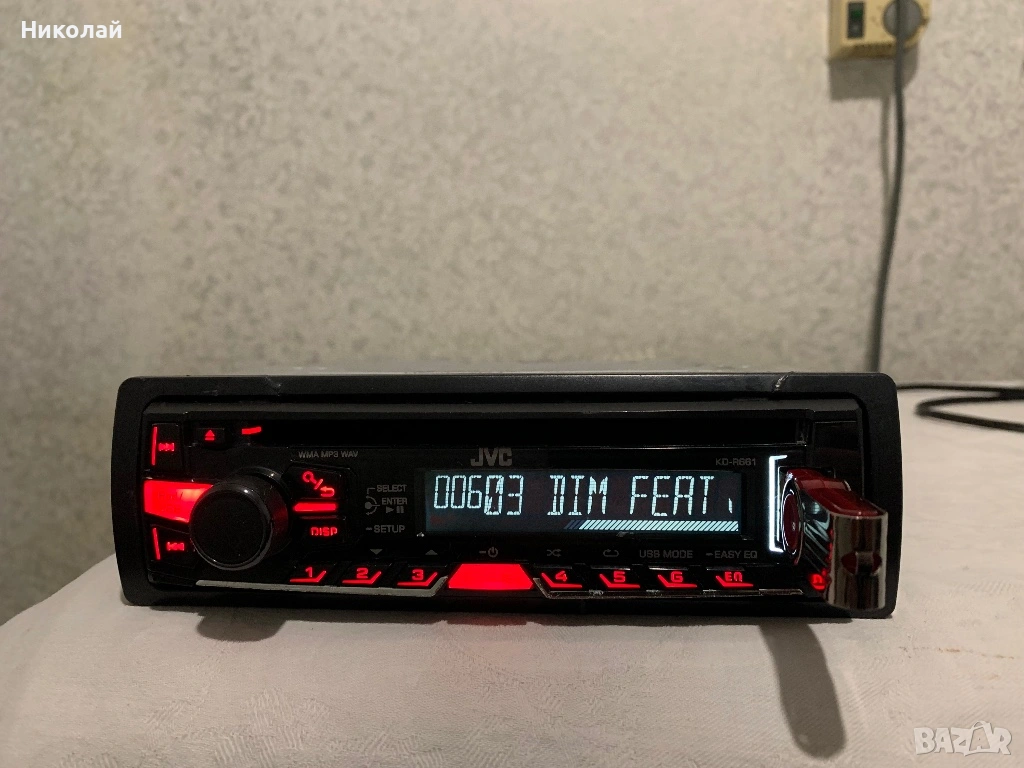 Николай
WMA MP3 WAV
JVC
KD-R661
SELECT
ENTER
SETUP
DISP
00603 DIM FEAT
USS MODE
EASY EQ
1 2 3 4 5 6 EQ
BAZAR